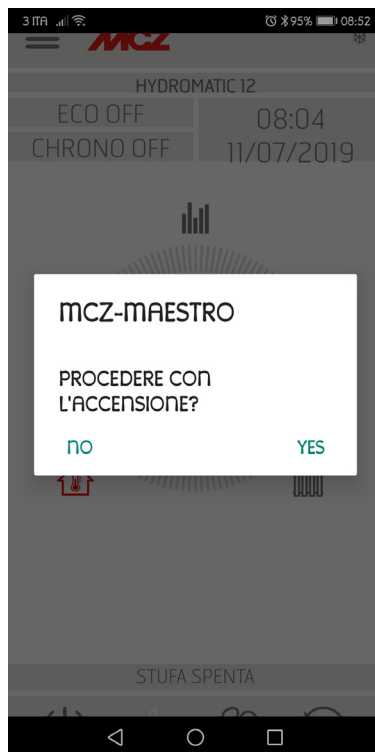 3 ITA 95% 08:52
MCZ
HYDROMATIC 12
ECO OFF
08:04
CHRONO OFF
11/07/2019
MCZ-MAESTRO
PROCEDERE CON
L'ACCENSIONE?
NO YES
STUFA SPENTA